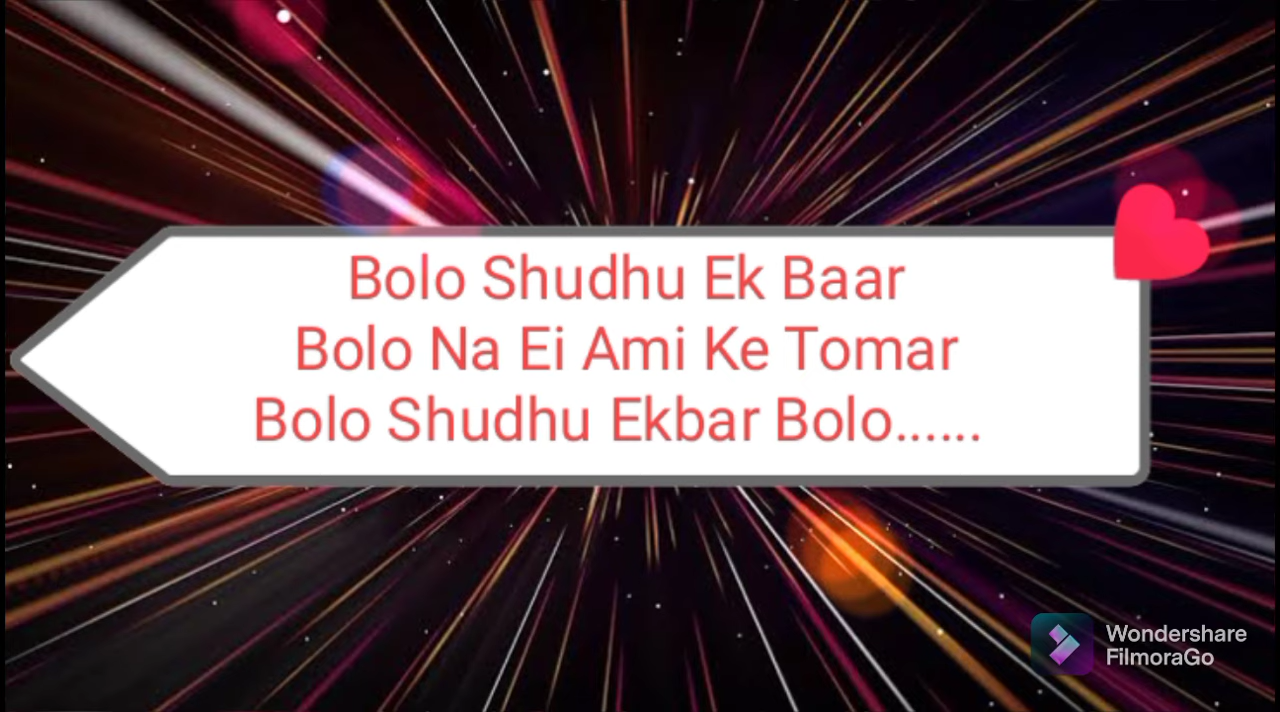 Bolo Shudhu Ek Baar
Bolo Na Ei Ami Ke Tomar
Bolo Shudhu Ekbar Bolo......
Wondershare
FilmoraGo